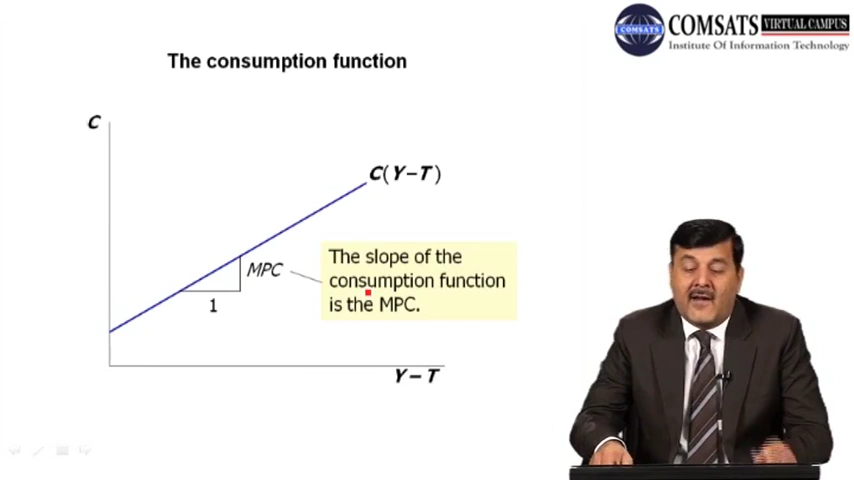 COMSATS
COMSATS VIRTUAL CAMPUS
Institute Of Information Technology
The consumption function
C
C(Y–T)
MPC
1
The slope of the
consumption function
is the MPC.
Y – T